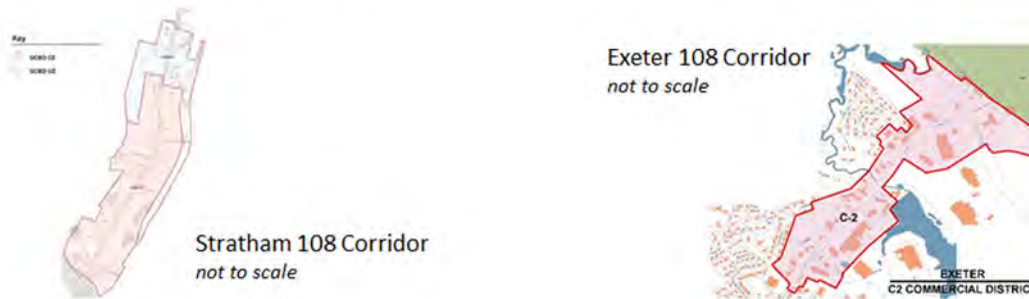 Key
Stratham 108 Corridor
not to scale
Exeter 108 Corridor
not to scale
C-2
EXETER
C2 COMMERCIAL DISTRIC